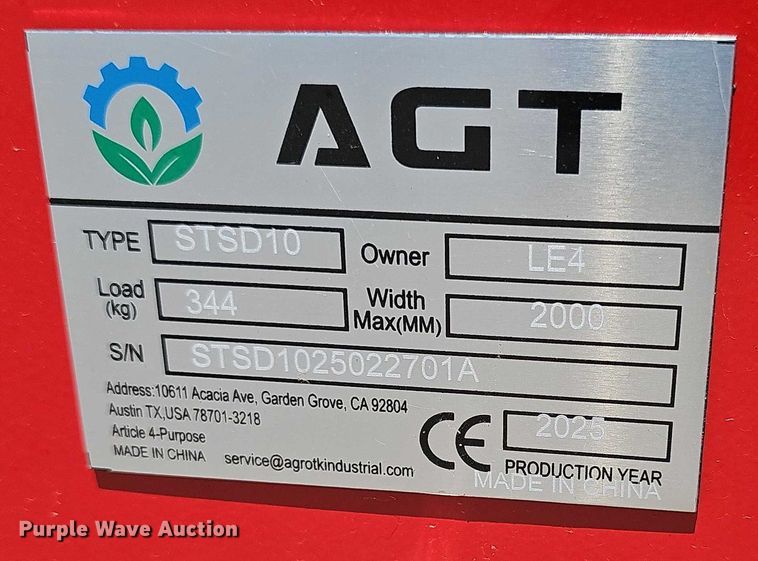 AGT
TYPE STSD10 Owner LE4
Load (kg) 344 Width Max(MM) 2000
S/N STSD1025022701A
Address:10611 Acacia Ave, Garden Grove, CA 92804
Austin TX,USA 78701-3218
Article 4-Purpose
MADE IN CHINA service@agrotkindustrial.com
CE 2025
PRODUCTION YEAR
MADE IN CHINA
Purple Wave Auction